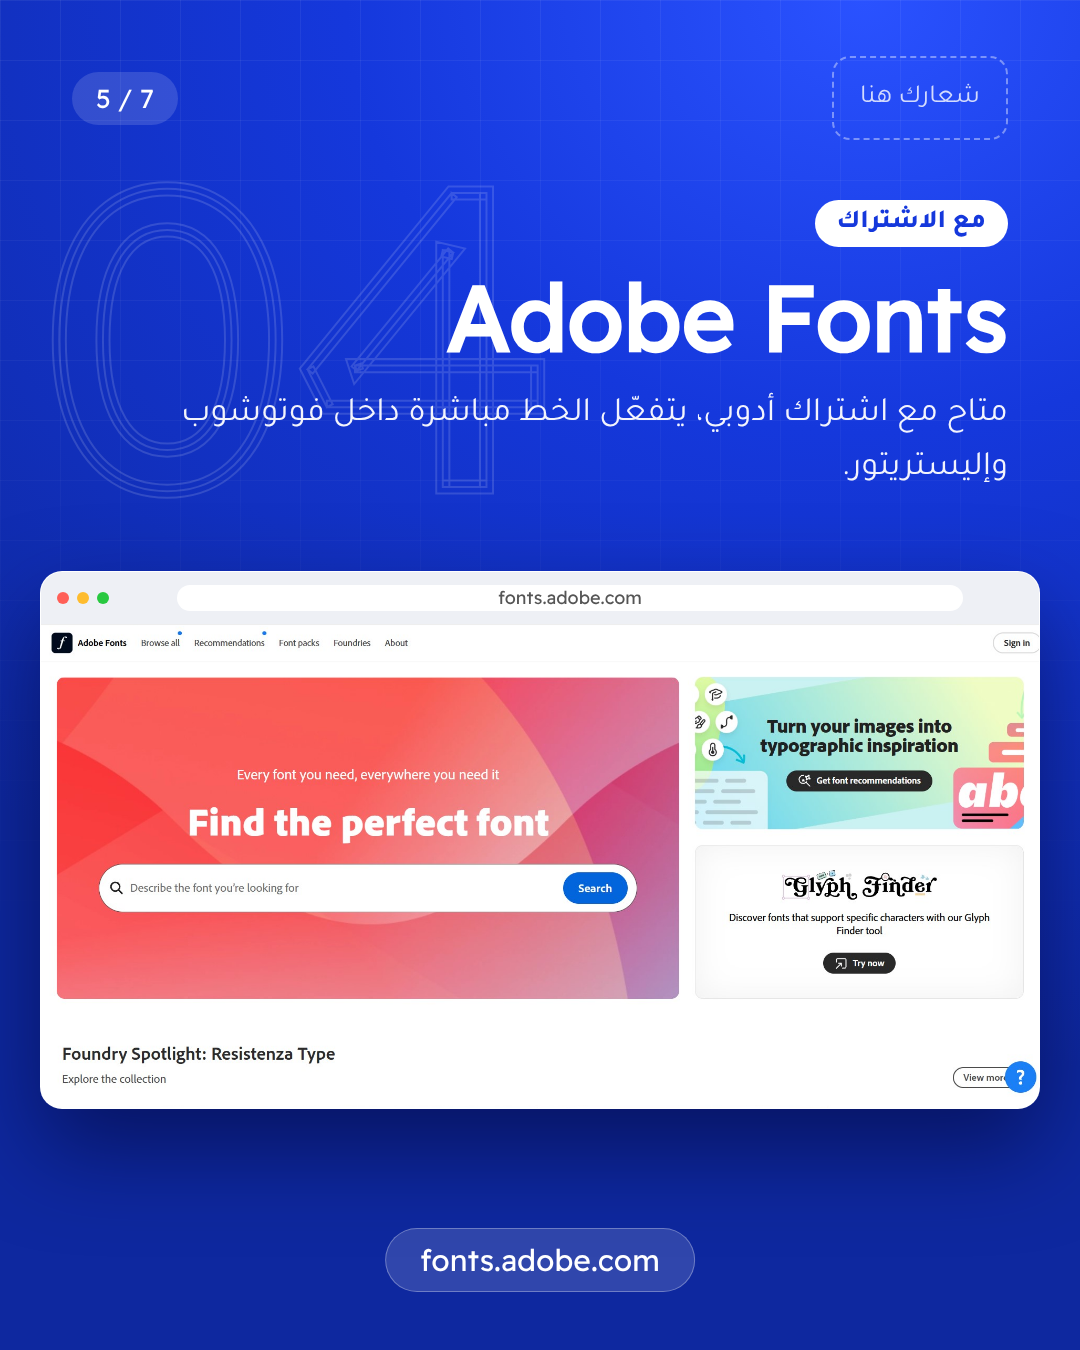 شعارك هنا
5 / 7
04
مع الاشتراك
Adobe Fonts
متاح مع اشتراك أدوبي، يتفعّل الخط مباشرة داخل فوتوشوب
وإليستريتور.
fonts.adobe.com
Adobe Fonts Browse all Recommendations Font packs Foundries About Sign in
Every font you need, everywhere you need it
Find the perfect font
Describe the font you're looking for Search
Turn your images into
typographic inspiration
Get font recommendations
abc
Glyph Finder
Discover fonts that support specific characters with our Glyph
Finder tool
Try now
Foundry Spotlight: Resistenza Type
Explore the collection
View more ?
fonts.adobe.com